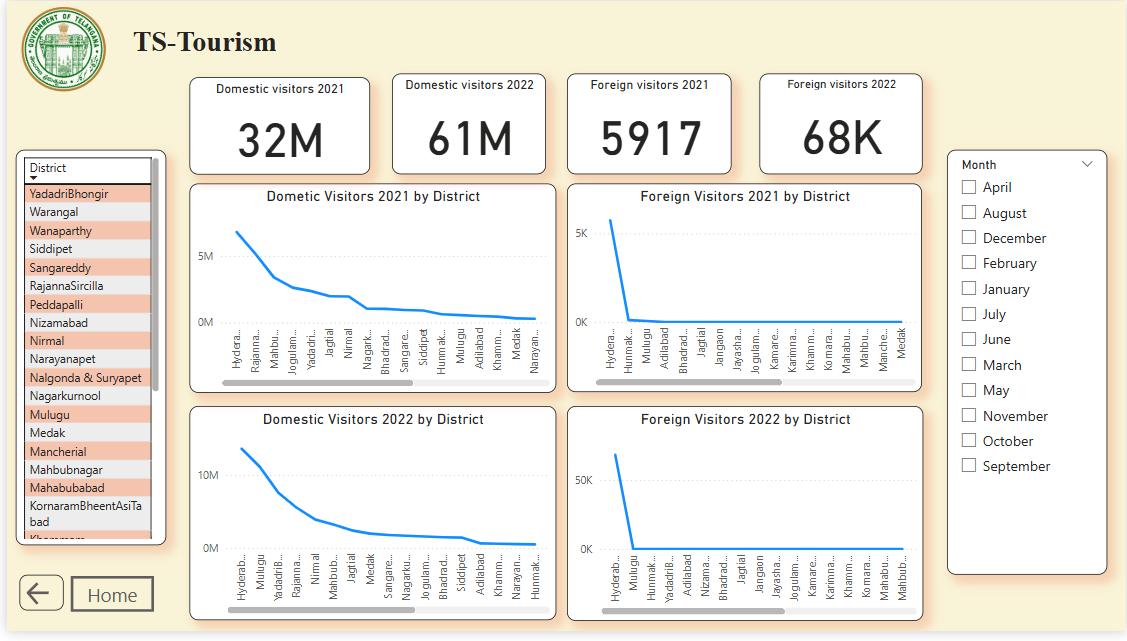 GOVERNMENT OF TELANGANA
TS-Tourism
Domestic visitors 2021
32M
Domestic visitors 2022
61M
Foreign visitors 2021
5917
Foreign visitors 2022
68K
District
YadadriBhongir
Warangal
Wanaparthy
Siddipet
Sangareddy
RajannaSircilla
Peddapalli
Nizamabad
Nirmal
Narayanapet
Nalgonda & Suryapet
Nagarkurnool
Mulugu
Medak
Mancherial
Mahbubnagar
Mahabubabad
KornaramBheentAsiTa
bad
Dometic Visitors 2021 by District
5M
0M
Hydera...
Rajanna...
Mahbu...
Jogulam...
Yadadri...
Jagtial
Nirmal
Nagark...
Bhadrad...
Sangare...
Siddipet
Hunmak...
Mulugu
Adilabad
Khamm...
Medak
Narayan...
Foreign Visitors 2021 by District
5K
0K
Hydera...
Hunmak...
Mulugu
Adilabad
Bhadrad...
Jagtial
Jangaon
Jayasha...
Jogulam...
Kamare...
Karimna...
Khamm...
Komara...
Mahabu...
Mahbu...
Manche...
Medak
Domestic Visitors 2022 by District
10M
0M
Hyderab...
Mulugu
YadadriB...
Rajanna...
Nirmal
Mahbub...
Jagtial
Medak
Sangare...
Nagarku...
Jogulam...
Bhadrad...
Siddipet
Adilabad
Khamm...
Narayan...
Hunmak...
Foreign Visitors 2022 by District
50K
0K
Hyderab...
Mulugu
Hunmak...
YadadriB...
Adilabad
Nizama...
Bhadrad...
Jagtial
Jangaon
Jogulam...
Kamare...
Karimna...
Khamm...
Komara...
Mahabu...
Mahbub...
Month
April
August
December
February
January
July
June
March
May
November
October
September
Home